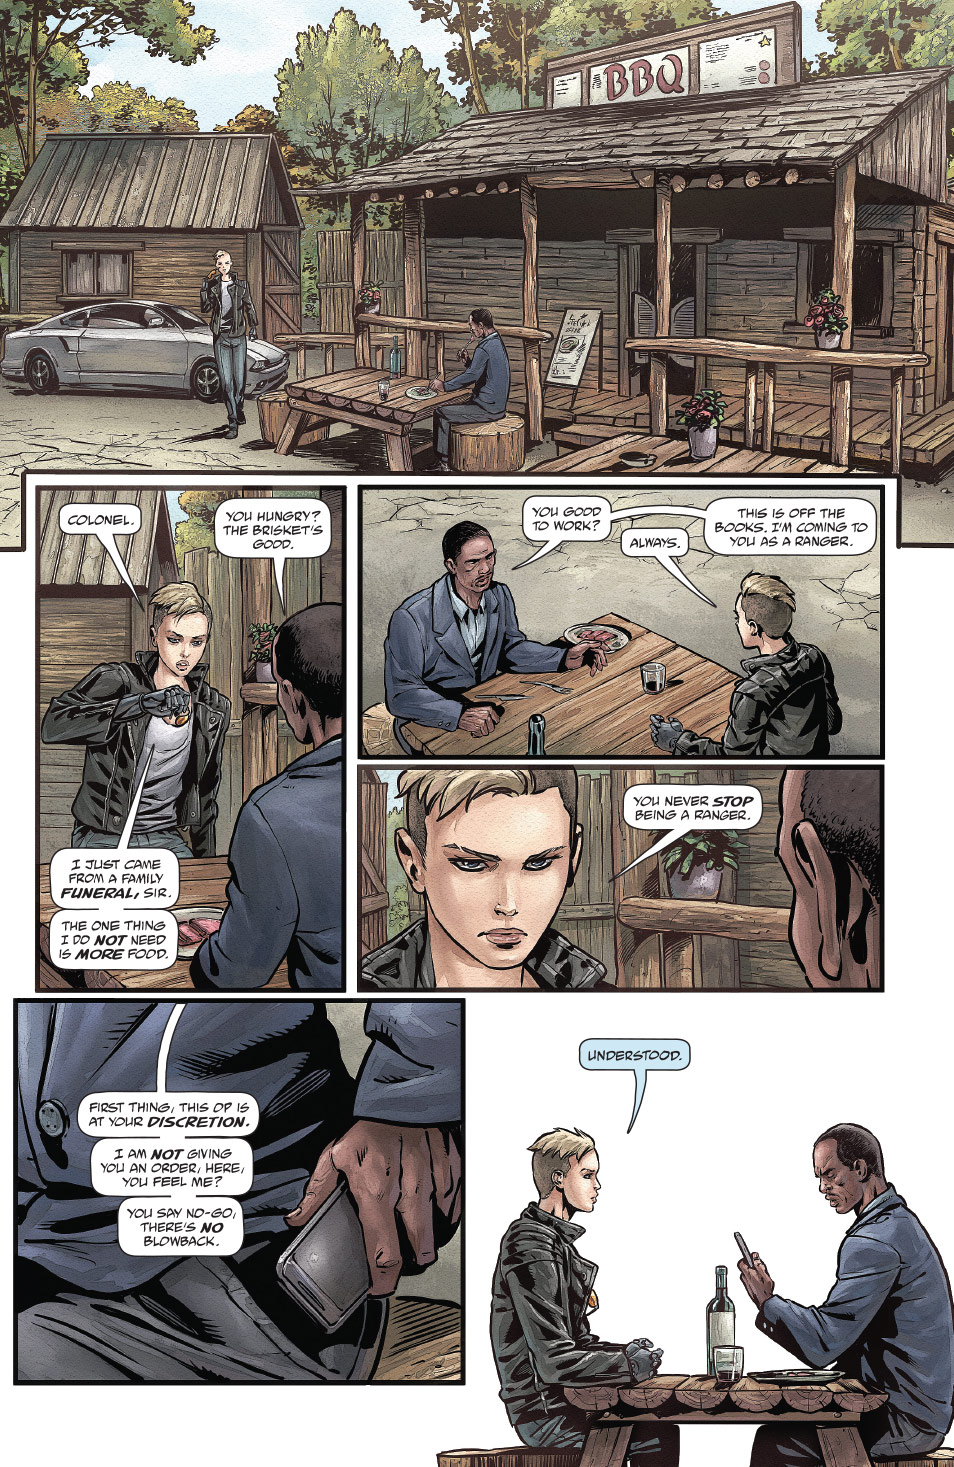 BBQ
COLONEL.
YOU HUNGRY?
THE BRISKET'S
GOOD.
I JUST CAME
FROM A FAMILY
FUNERAL, SIR.
THE ONE THING
I DO NOT NEED
IS MORE FOOD.
YOU GOOD
TO WORK?
ALWAYS.
THIS IS OFF THE
BOOKS. I'M COMING TO
YOU AS A RANGER.
YOU NEVER STOP
BEING A RANGER.
FIRST THING; THIS OP IS
AT YOUR DISCRETION.
I AM NOT GIVING
YOU AN ORDER, HERE;
YOU FEEL ME?
YOU SAY NO-GO;
THERE'S NO
BLOWBACK.
UNDERSTOOD.